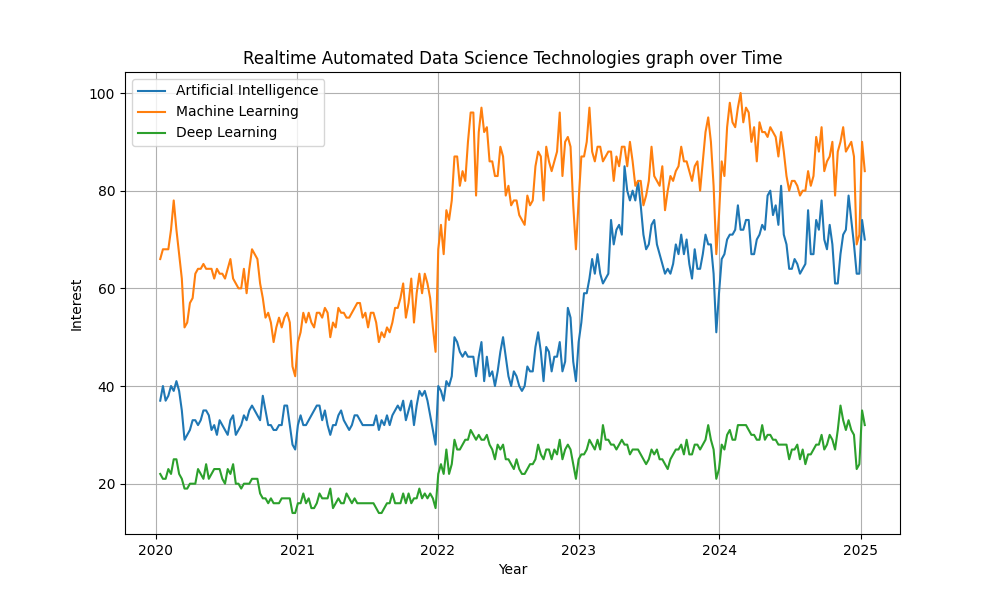 Realtime Automated Data Science Technologies graph over Time
Artificial Intelligence
Machine Learning
Deep Learning
100
80
60
40
20
Interest
2020 2021 2022 2023 2024 2025
Year